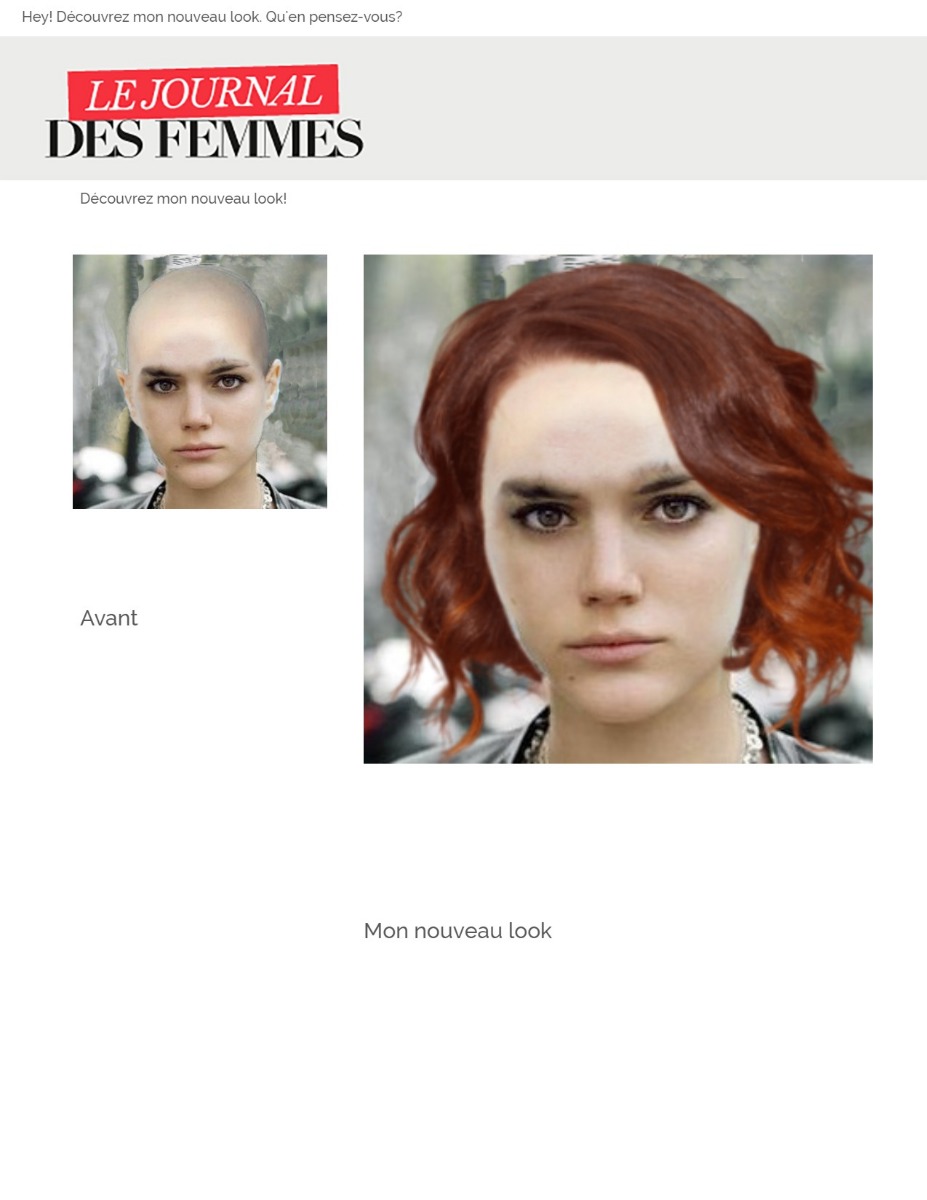 Hey! Découvrez mon nouveau look. Qu'en pensez-vous?
LE JOURNAL
DES FEMMES
Découvrez mon nouveau look!
Avant
Mon nouveau look